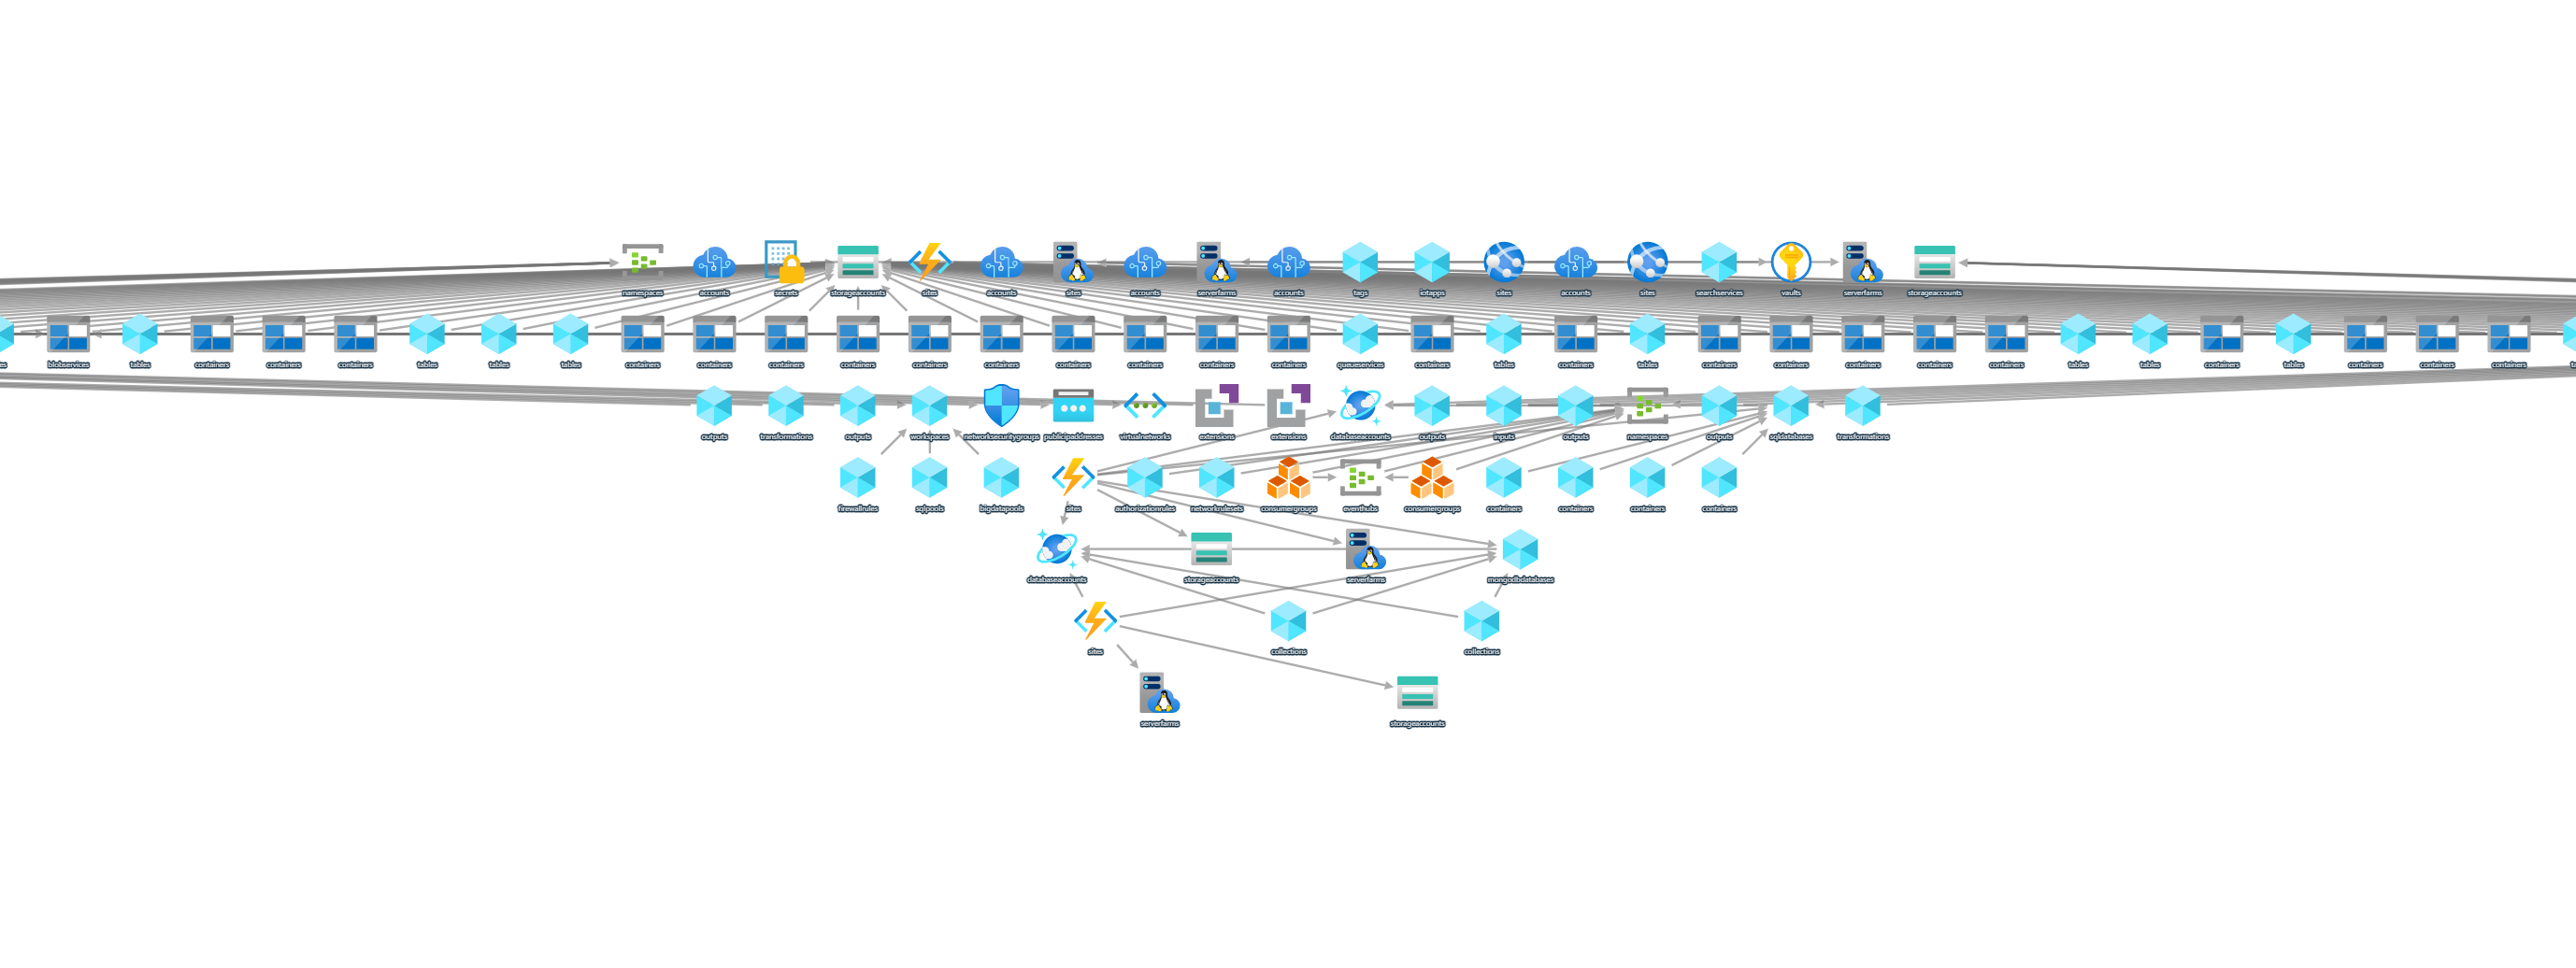 namespaces accounts secrets storageaccounts sites accounts sites accounts serverfarms accounts tags iotapps sites accounts sites searchservices vaults serverfarms storageaccounts
blobservices tables containers containers containers tables tables tables containers containers containers containers containers containers containers containers containers containers queueservices containers tables containers tables containers containers containers containers containers tables tables containers tables containers containers containers
outputs transformations outputs workspaces networksecuritygroups publicipaddresses virtualnetworks extensions extensions databaseaccounts outputs inputs outputs namespaces outputs sqldatabases transformations
firewallrules sqlpools bigdatapools sites authorizationrules networkrulesets consumergroups eventhubs consumergroups containers containers containers containers
databaseaccounts storageaccounts serverfarms mongodbdatabases
sites collections collections
serverfarms storageaccounts